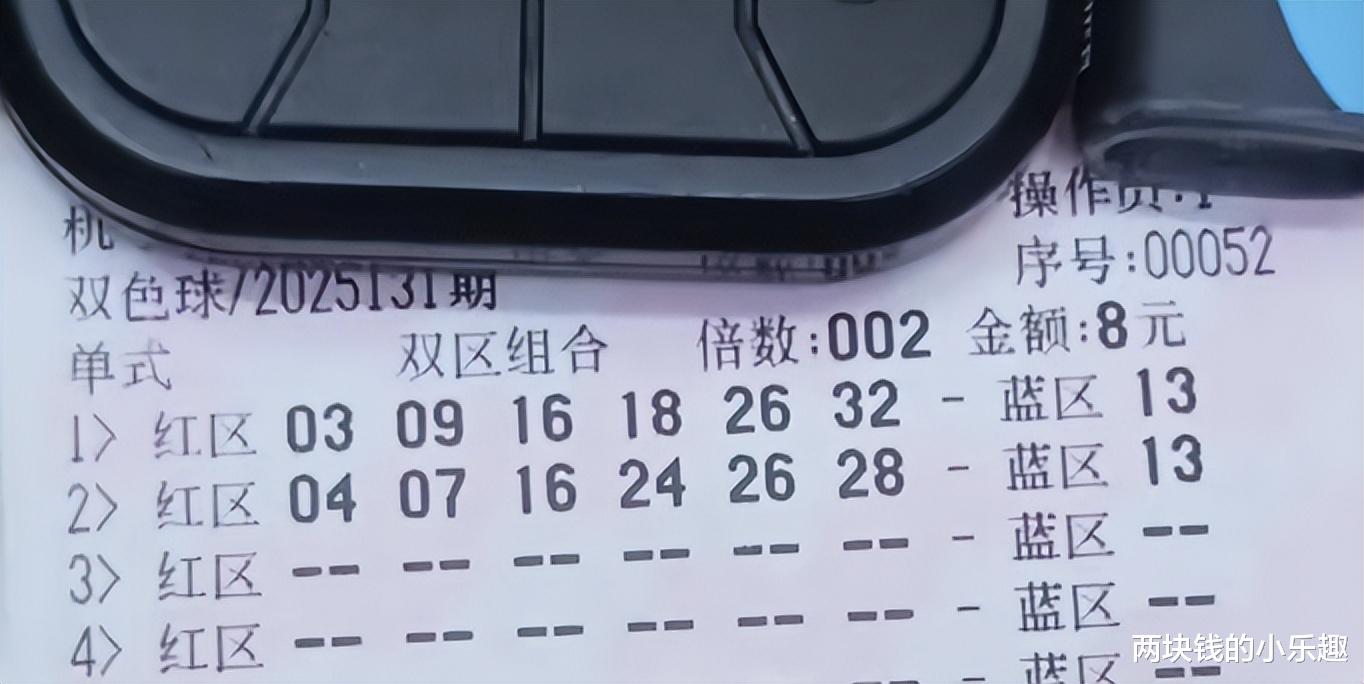 机
操作员:1
序号:00052
双色球/2025131期
单式 双区组合 倍数:002 金额:8元
1> 红区 03 09 16 18 26 32 - 蓝区 13
2> 红区 04 07 16 24 26 28 - 蓝区 13
3> 红区 -- -- -- -- -- -- - 蓝区 --
4> 红区 -- -- -- -- -- -- - 蓝区 --
-- - 蓝区 --
两块钱的小乐趣